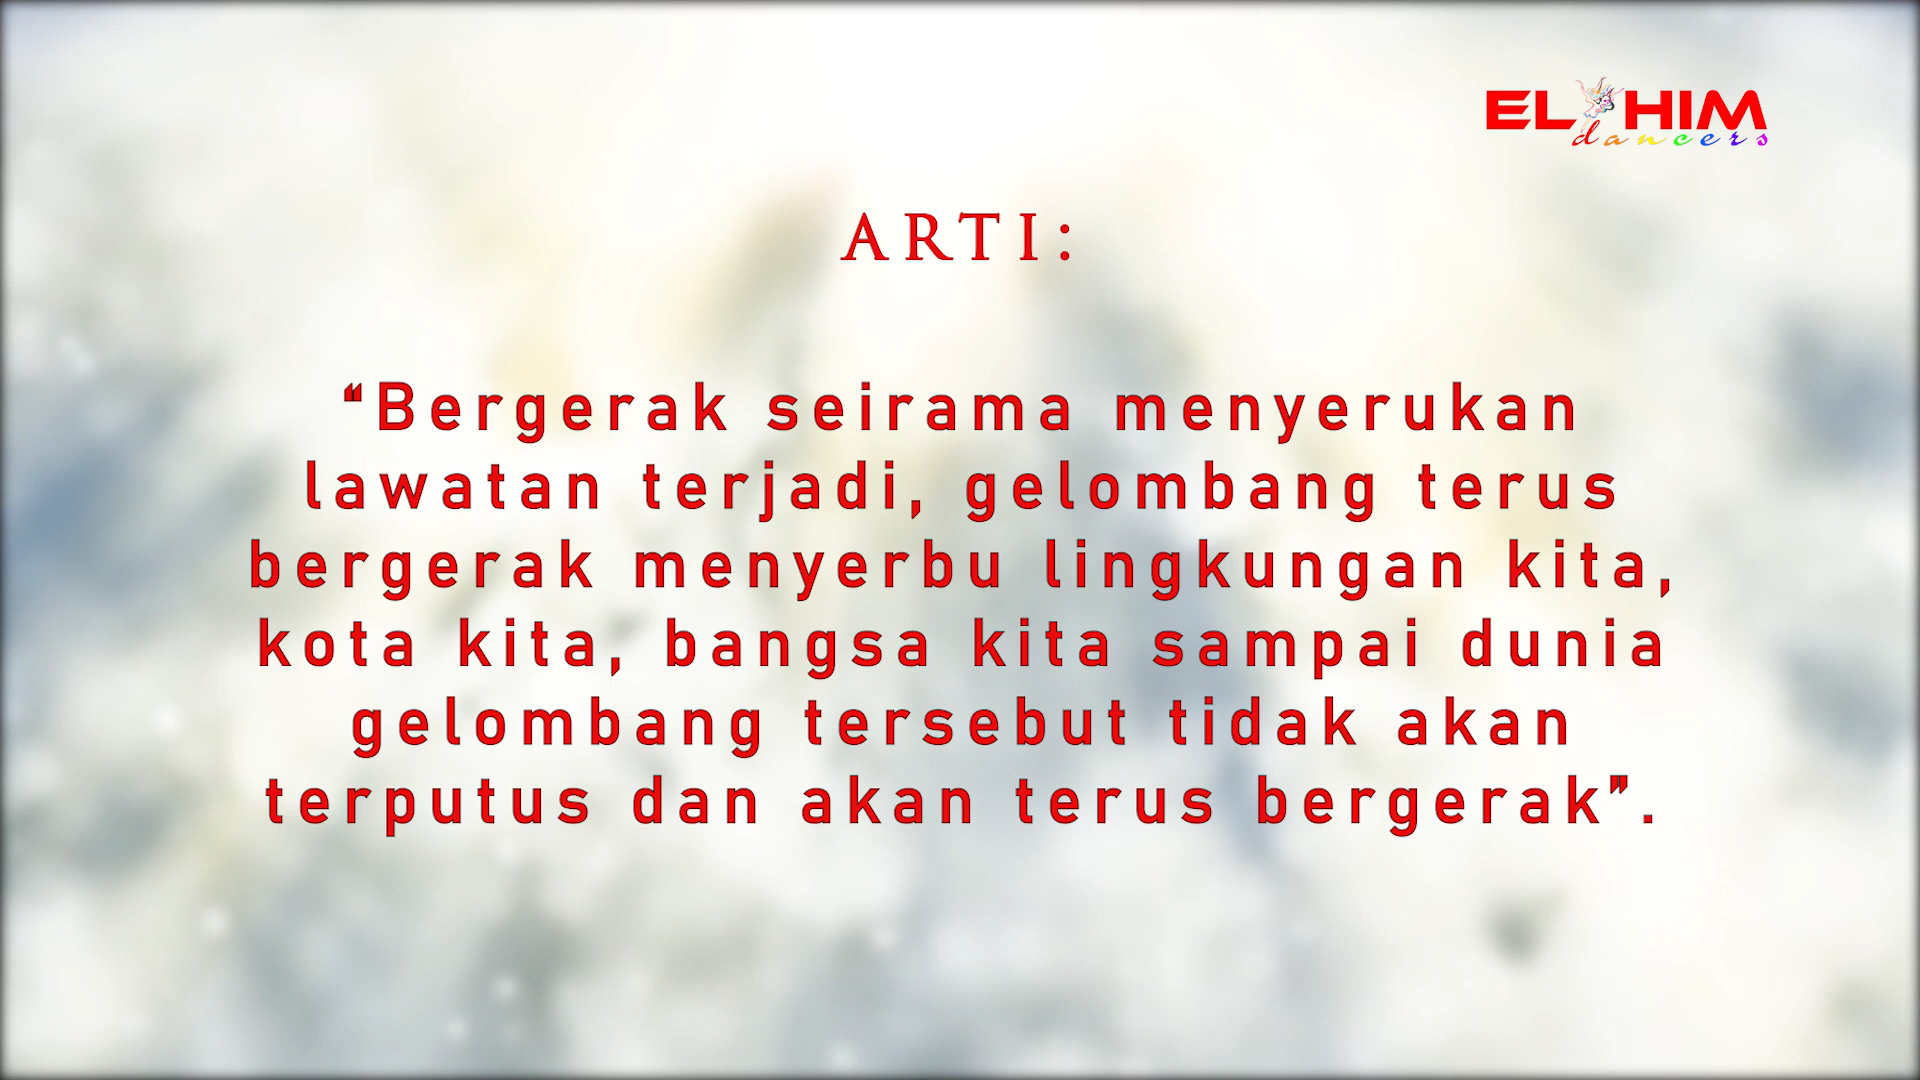 EL HIM
dancers
ARTI:
“Bergerak seirama menyerukan
lawatan terjadi, gelombang terus
bergerak menyerbu lingkungan kita,
kota kita, bangsa kita sampai dunia
gelombang tersebut tidak akan
terputus dan akan terus bergerak”.